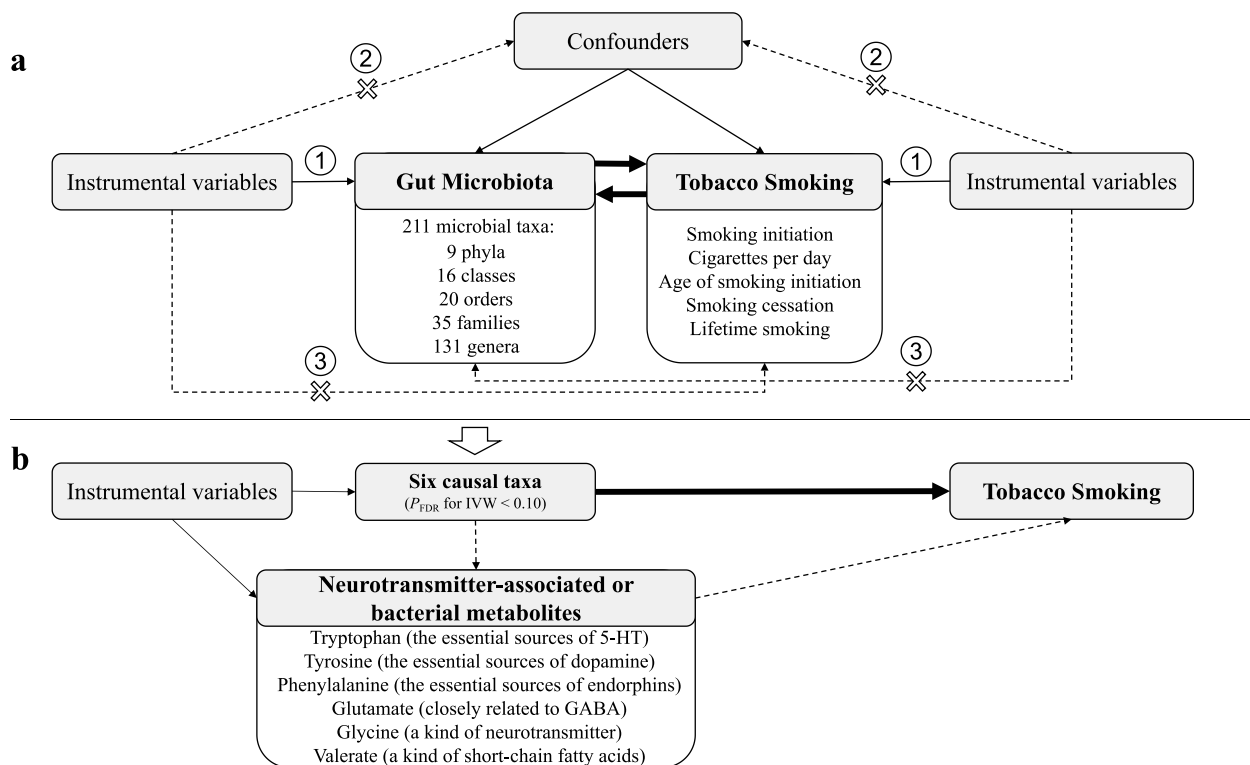 a
Confounders
②
②
Instrumental variables
①
Gut Microbiota
Tobacco Smoking
①
Instrumental variables
211 microbial taxa:
9 phyla
16 classes
20 orders
35 families
131 genera
Smoking initiation
Cigarettes per day
Age of smoking initiation
Smoking cessation
Lifetime smoking
③
③
b
Instrumental variables
Six causal taxa
(PFDR for IVW < 0.10)
Tobacco Smoking
Neurotransmitter-associated or
bacterial metabolites
Tryptophan (the essential sources of 5-HT)
Tyrosine (the essential sources of dopamine)
Phenylalanine (the essential sources of endorphins)
Glutamate (closely related to GABA)
Glycine (a kind of neurotransmitter)
Valerate (a kind of short-chain fatty acids)